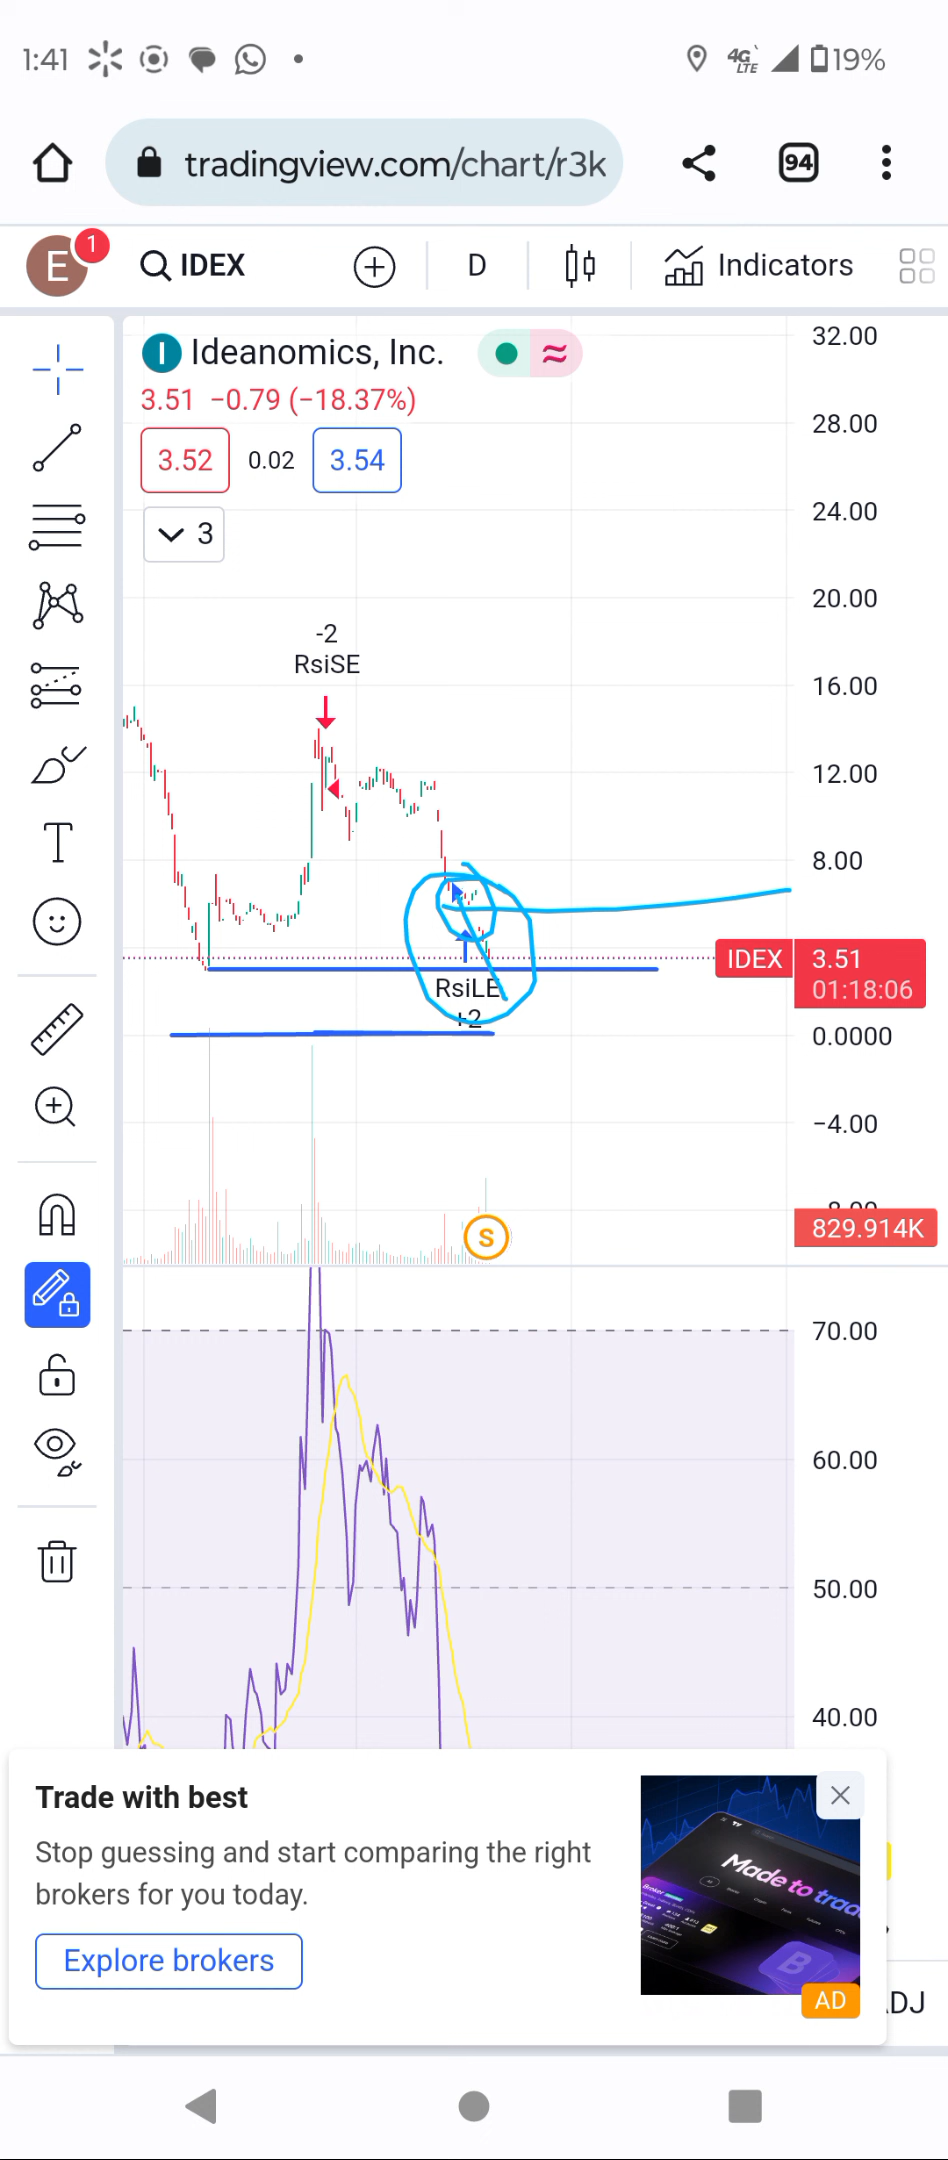 1:41
4G LTE
19%
tradingview.com/chart/r3k
94
E
1
IDEX
D
Indicators
I
Ideanomics, Inc.
3.51 −0.79 (−18.37%)
3.52
0.02
3.54
3
32.00
28.00
24.00
20.00
16.00
12.00
8.00
-2
RsiSE
IDEX
3.51
01:18:06
RsiLE
+2
0.0000
−4.00
829.914K
S
70.00
60.00
50.00
40.00
Trade with best
Stop guessing and start comparing the right
brokers for you today.
Explore brokers
Made to trad
AD
ADJ